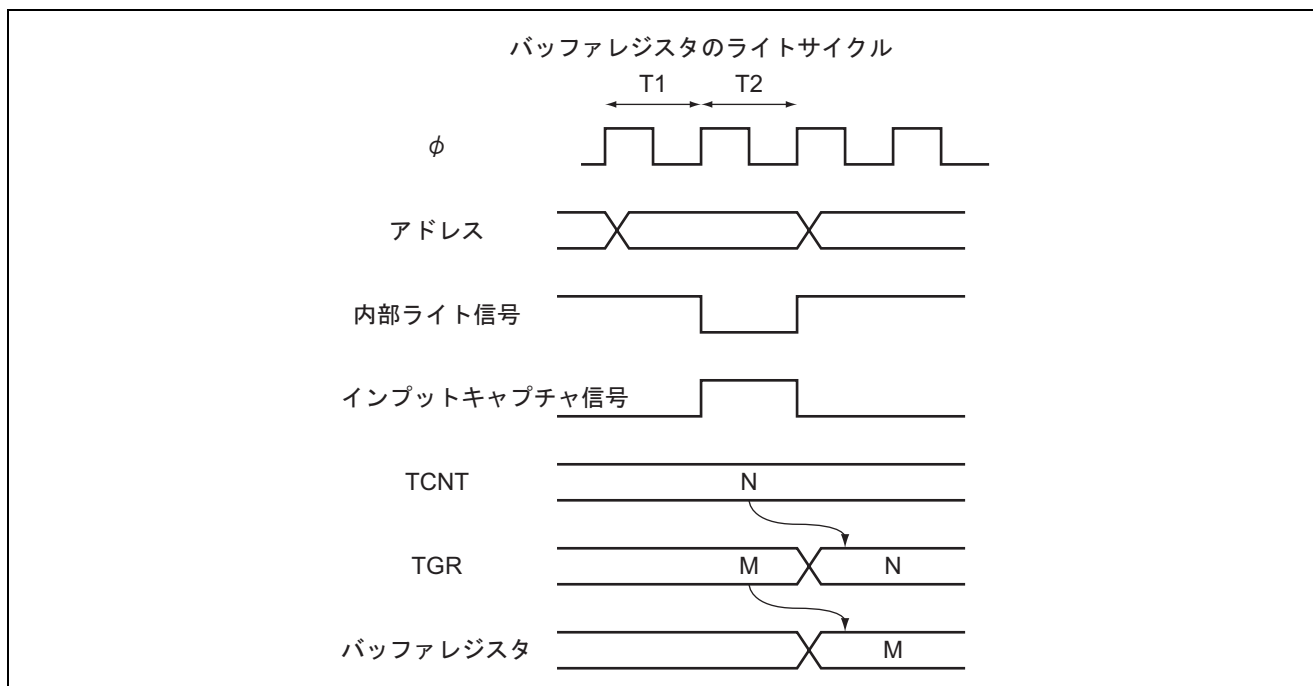 バッファレジスタのライトサイクル
T1 T2
φ
アドレス
内部ライト信号
インプットキャプチャ信号
TCNT N
TGR M N
バッファレジスタ M